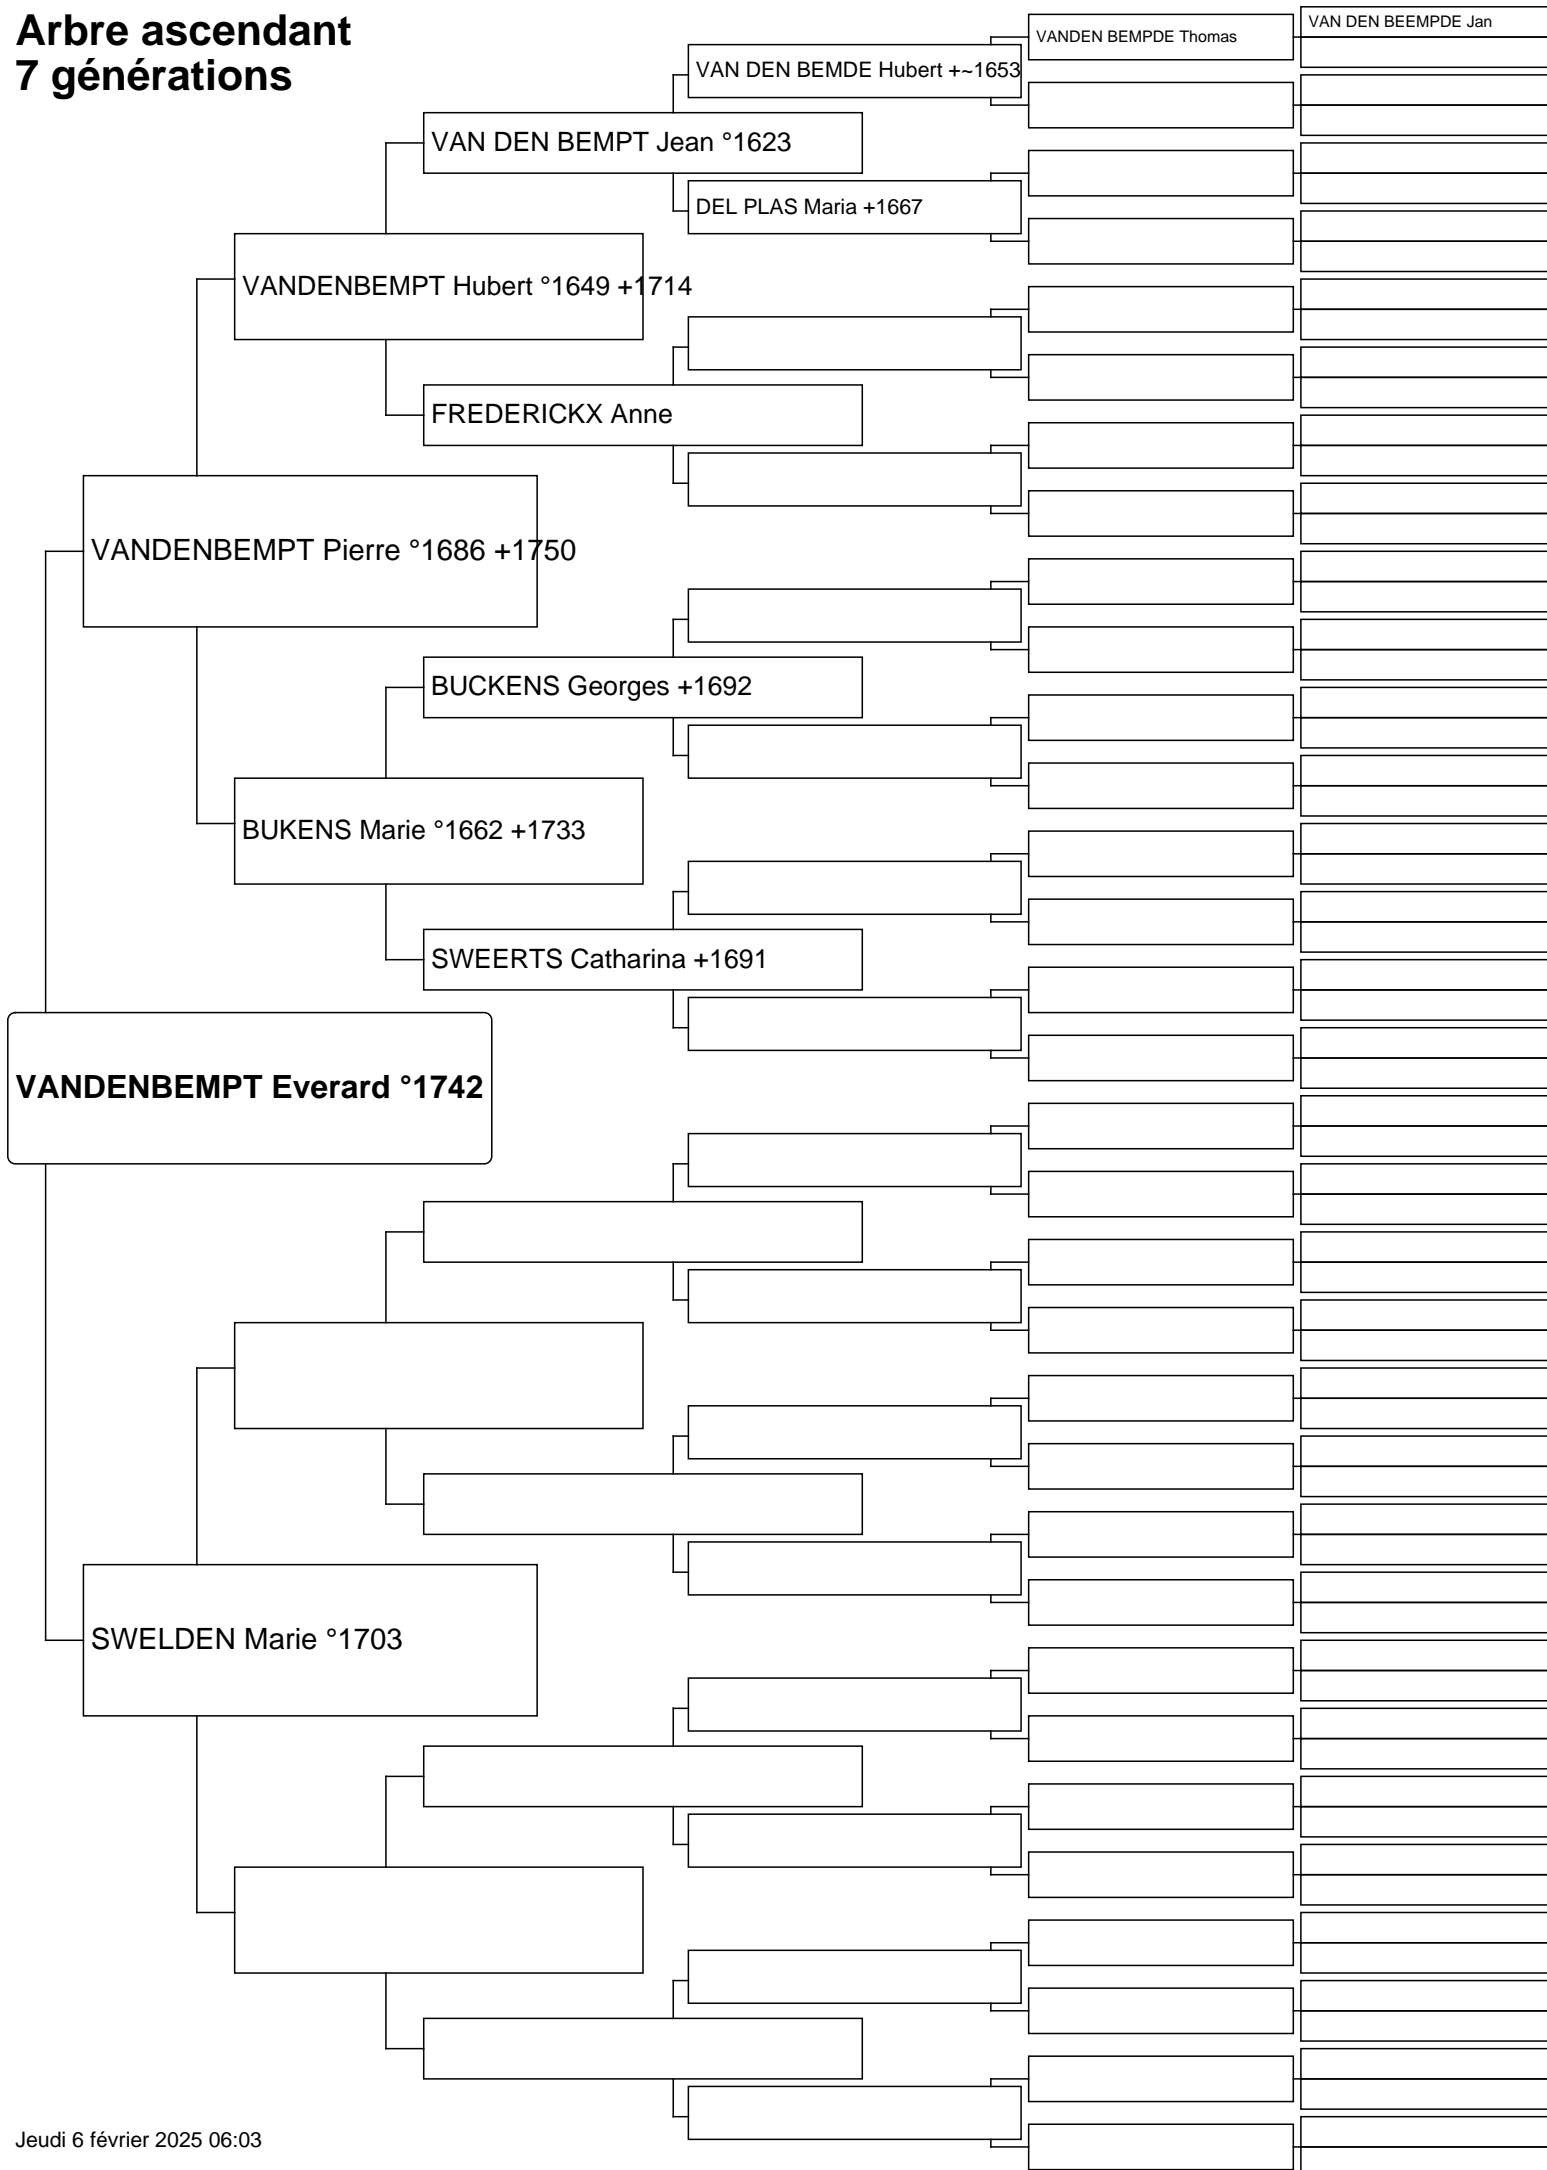 Arbre ascendant
7 générations
VAN DEN BEEMPDE Jan
VANDEN BEMPDE Thomas
VAN DEN BEMDE Hubert +~1653
VAN DEN BEMPT Jean °1623
DEL PLAS Maria +1667
VANDENBEMPT Hubert °1649 +1714
FREDERICKX Anne
VANDENBEMPT Pierre °1686 +1750
BUCKENS Georges +1692
BUKENS Marie °1662 +1733
SWEERTS Catharina +1691
VANDENBEMPT Everard °1742
SWELDEN Marie °1703
Jeudi 6 février 2025 06:03